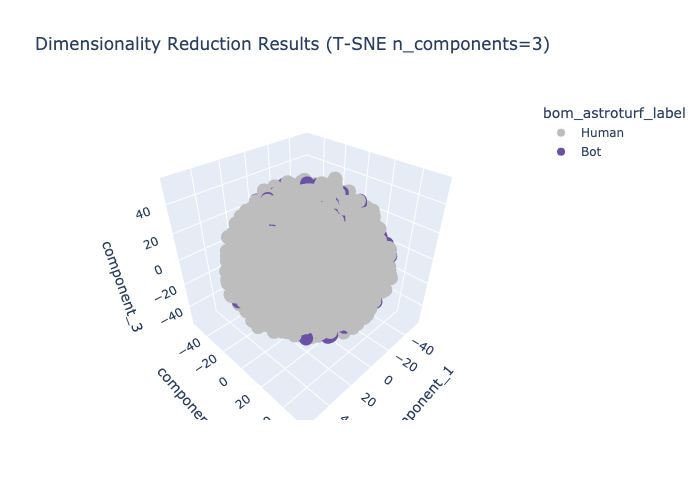 Dimensionality Reduction Results (T-SNE n_components=3)
bom_astroturf_label
Human
Bot
component_3
40
20
0
−20
−40
−40
−20
0
20
−40
−20
0
20